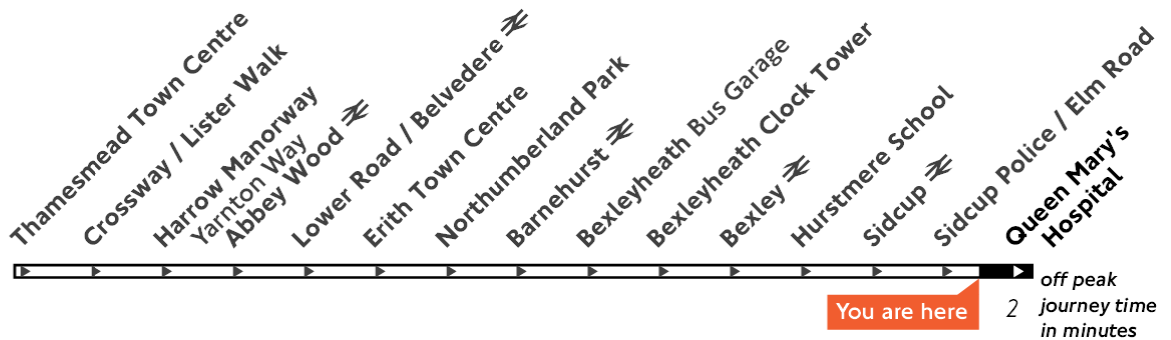 Thamesmead Town Centre
Crossway / Lister Walk
Harrow Manorway
Yarnton Way
Abbey Wood
Lower Road / Belvedere
Erith Town Centre
Northumberland Park
Barnehurst
Bexleyheath Bus Garage
Bexleyheath Clock Tower
Bexley
Hurstmere School
Sidcup
Sidcup Police / Elm Road
Queen Mary's
Hospital
You are here
2
off peak
journey time
in minutes